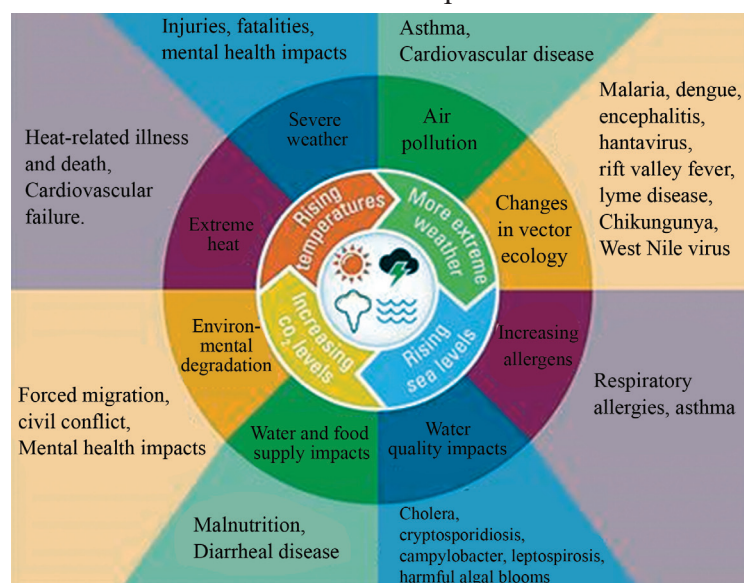 Injuries, fatalities,
mental health impacts
Asthma,
Cardiovascular disease
Malaria, dengue,
encephalitis,
hantavirus,
rift valley fever,
lyme disease,
Chikungunya,
West Nile virus
Heat-related illness
and death,
Cardiovascular
failure.
Severe
weather
Air
pollution
Extreme
heat
Changes
in vector
ecology
Rising
temperatures
More extreme
weather
Increasing
co2 levels
Rising
sea levels
Environ-
mental
degradation
Increasing
allergens
Forced migration,
civil conflict,
Mental health impacts
Respiratory
allergies, asthma
Water and food
supply impacts
Water
quality impacts
Malnutrition,
Diarrheal disease
Cholera,
cryptosporidiosis,
campylobacter, leptospirosis,
harmful algal blooms